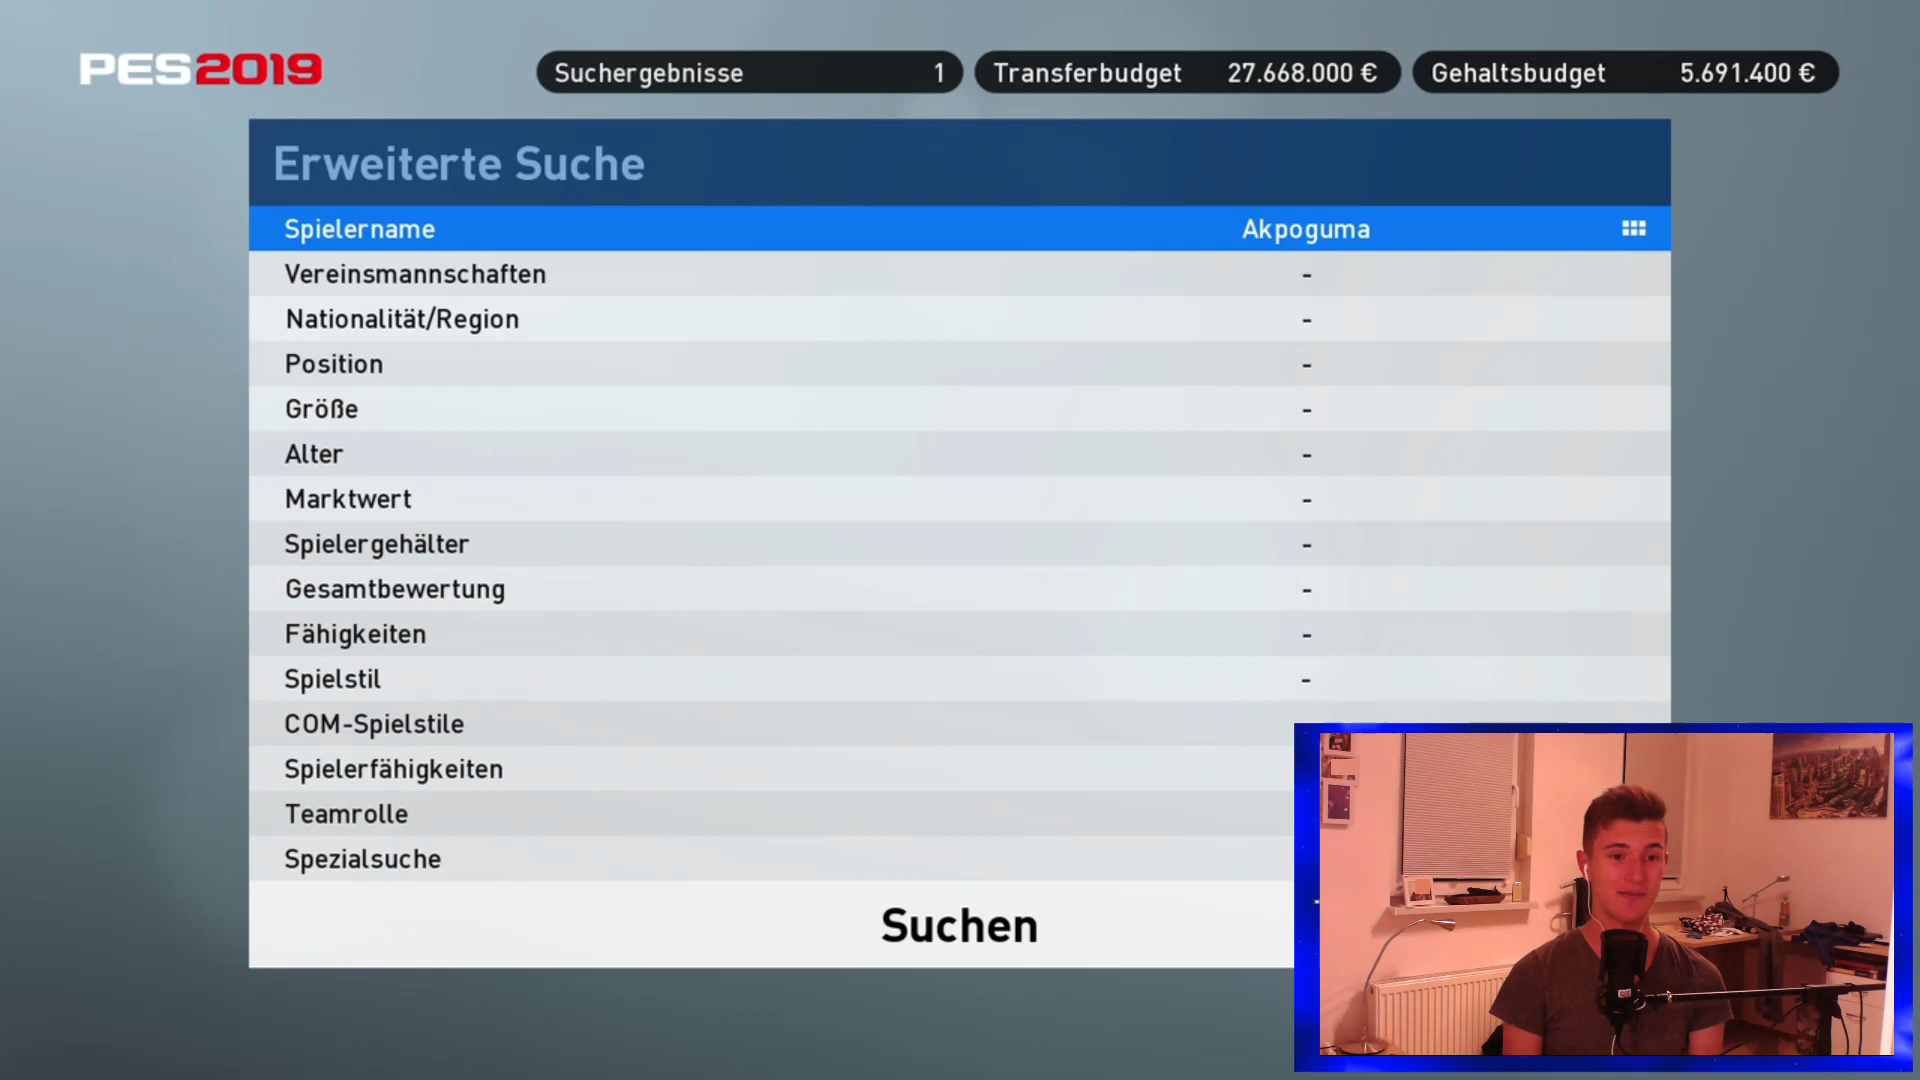 PES2019
Suchergebnisse 1
Transferbudget 27.668.000 €
Gehaltsbudget 5.691.400 €
Erweiterte Suche
Spielername Akpoguma
Vereinsmannschaften -
Nationalität/Region -
Position -
Größe -
Alter -
Marktwert -
Spielergehälter -
Gesamtbewertung -
Fähigkeiten -
Spielstil -
COM-Spielstile
Spielerfähigkeiten
Teamrolle
Spezialsuche
Suchen